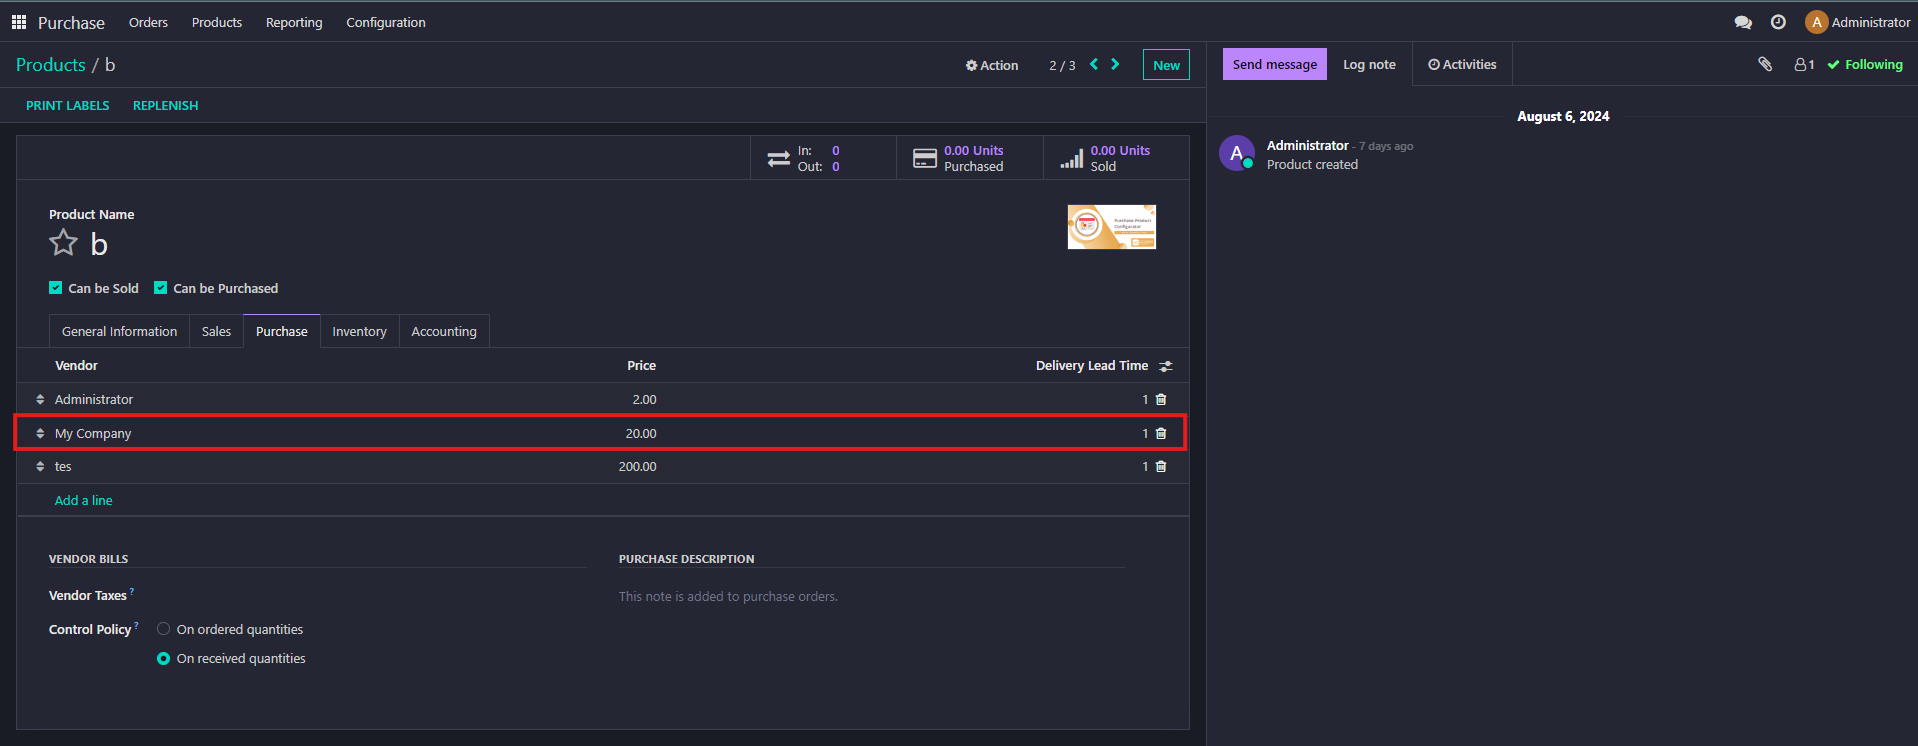 Purchase Orders Products Reporting Configuration A Administrator
Products / b Action 2 / 3 New Send message Log note Activities 1 Following
PRINT LABELS REPLENISH
August 6, 2024
In: 0 0.00 Units 0.00 Units
Out: 0 Purchased Sold
A Administrator - 7 days ago
Product created
Product Name
b
Purchase Product
Configurator
Can be Sold Can be Purchased
General Information Sales Purchase Inventory Accounting
Vendor Price Delivery Lead Time
Administrator 2.00 1
My Company 20.00 1
tes 200.00 1
Add a line
VENDOR BILLS PURCHASE DESCRIPTION
Vendor Taxes ? This note is added to purchase orders.
Control Policy ? On ordered quantities
On received quantities